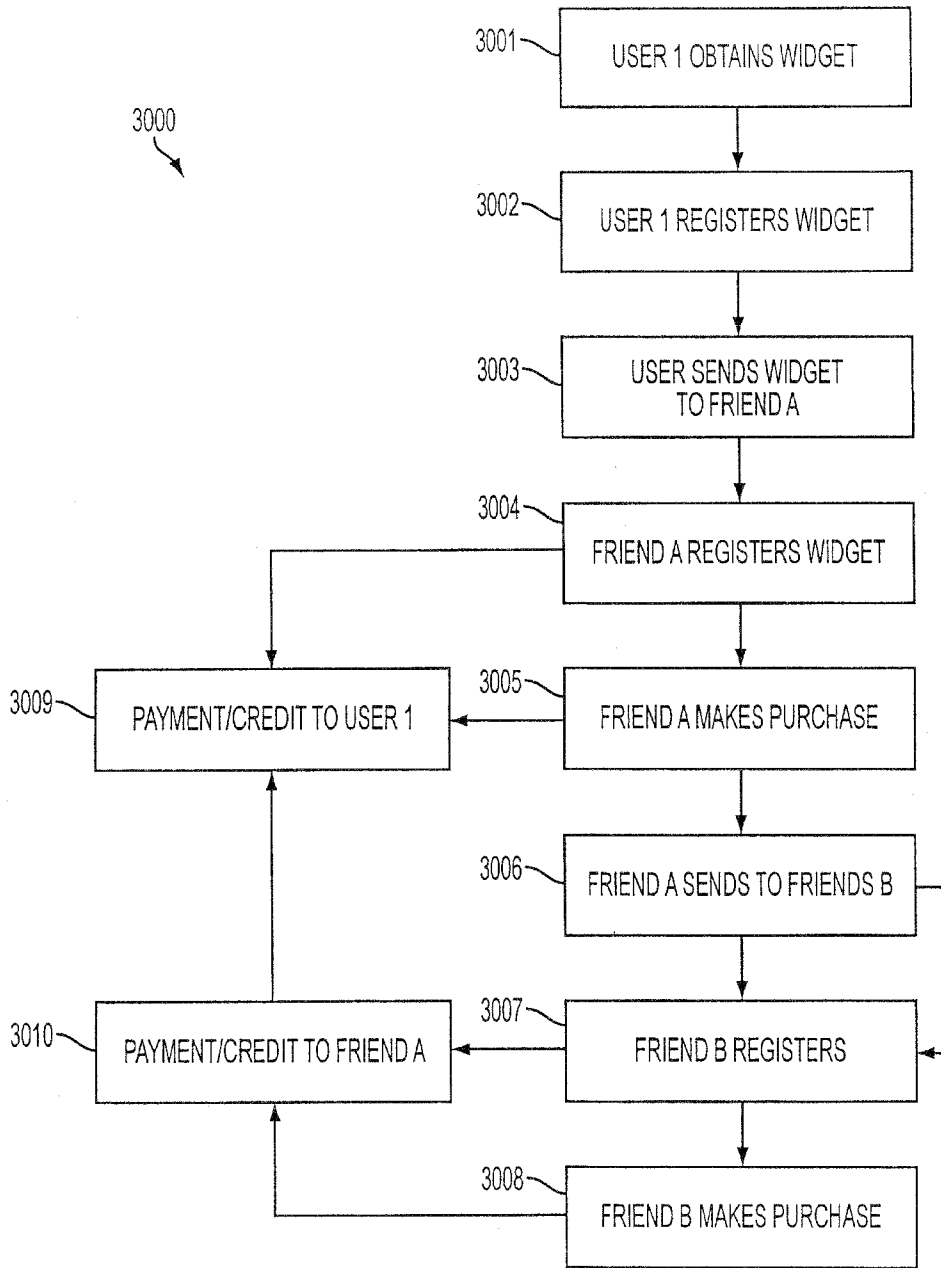 3001
USER 1 OBTAINS WIDGET
3000
3002
USER 1 REGISTERS WIDGET
3003
USER SENDS WIDGET
TO FRIEND A
3004
FRIEND A REGISTERS WIDGET
3009
PAYMENT/CREDIT TO USER 1
3005
FRIEND A MAKES PURCHASE
3006
FRIEND A SENDS TO FRIENDS B
3010
PAYMENT/CREDIT TO FRIEND A
3007
FRIEND B REGISTERS
3008
FRIEND B MAKES PURCHASE